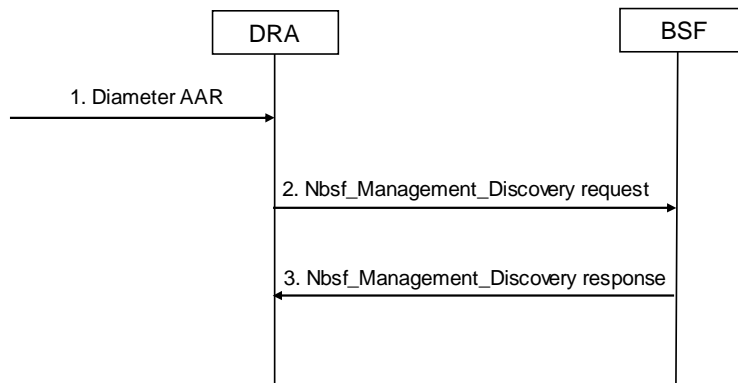 DRA
BSF
1. Diameter AAR
2. Nbsf_Management_Discovery request
3. Nbsf_Management_Discovery response